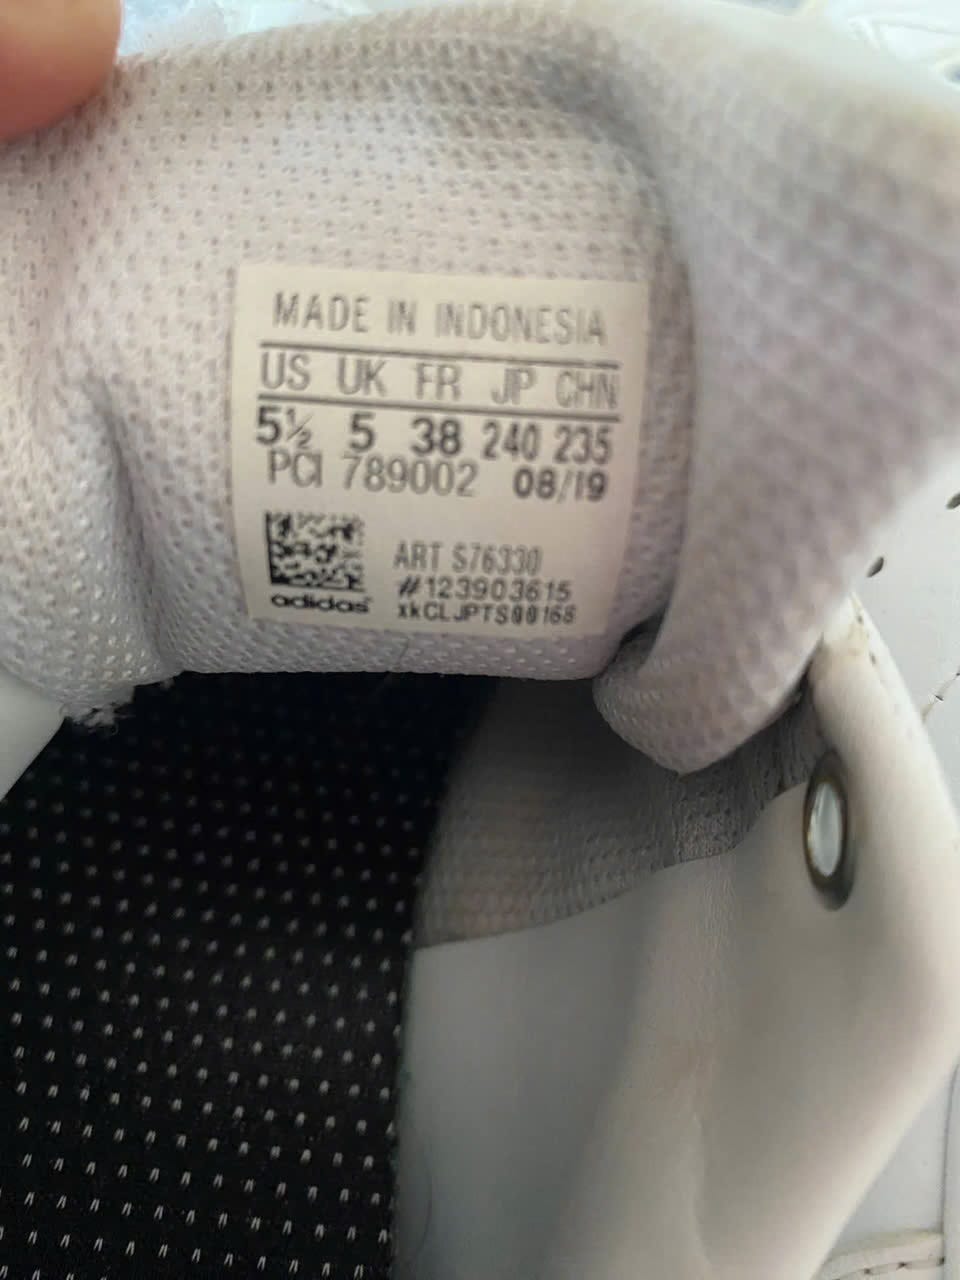 MADE IN INDONESIA
US UK FR JP CHN
5½ 5 38 240 235
PCI 789002 08/19
ART S76330
#123903615
adidas xkCLJPTS00168